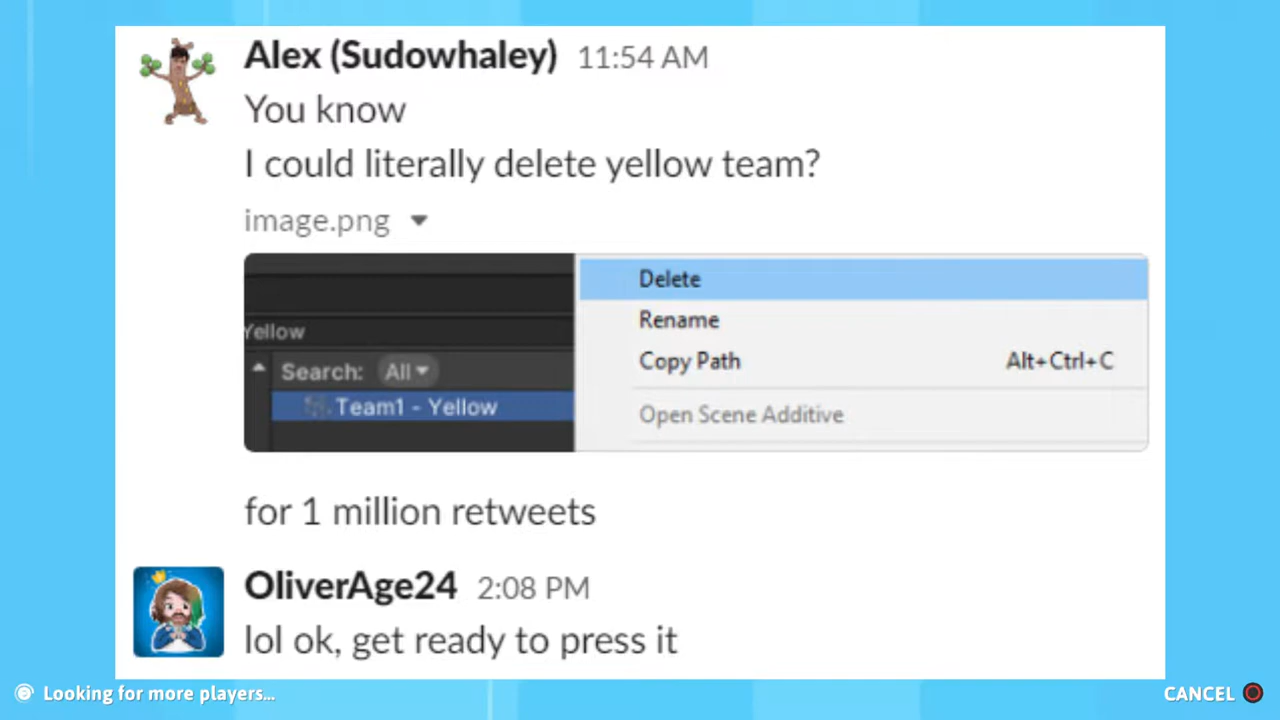 Alex (Sudowhaley) 11:54 AM
You know
I could literally delete yellow team?
image.png
Delete
Yellow
Rename
Search: All
Copy Path Alt+Ctrl+C
Team1 - Yellow
Open Scene Additive
for 1 million retweets
OliverAge24 2:08 PM
lol ok, get ready to press it
Looking for more players...
CANCEL